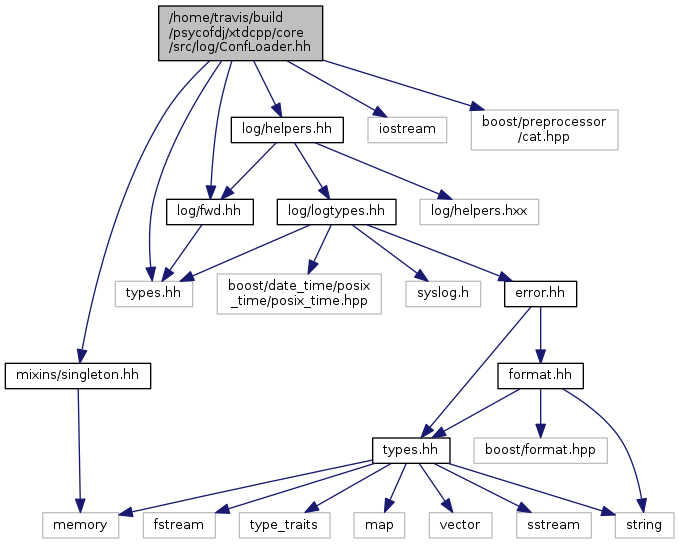 /home/travis/build
/psycofdj/xtdcpp/core
/src/log/ConfLoader.hh
log/helpers.hh
iostream
boost/preprocessor
/cat.hpp
log/fwd.hh
log/logtypes.hh
log/helpers.hxx
types.hh
boost/date_time/posix
_time/posix_time.hpp
syslog.h
error.hh
mixins/singleton.hh
format.hh
types.hh
boost/format.hpp
memory
fstream
type_traits
map
vector
sstream
string